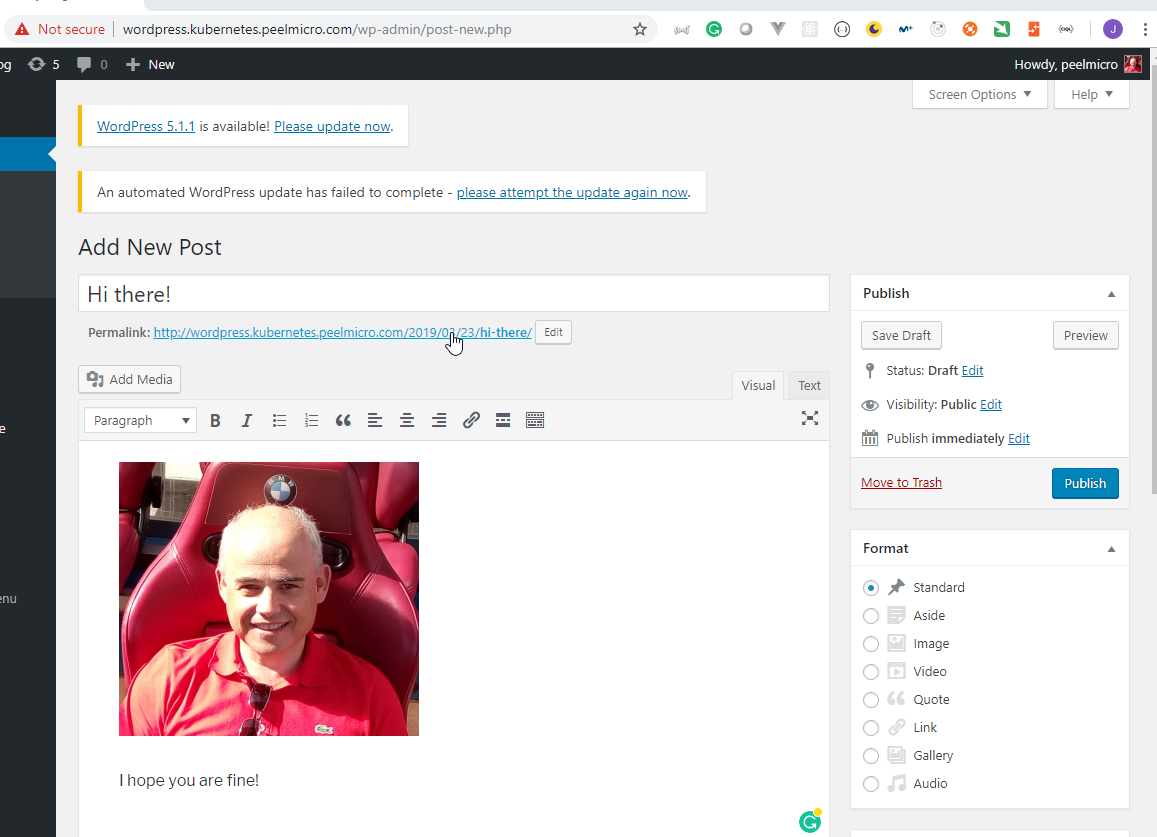 Not secure wordpress.kubernetes.peelmicro.com/wp-admin/post-new.php
J
og 5 0 New Howdy, peelmicro
Screen Options Help
WordPress 5.1.1 is available! Please update now.
An automated WordPress update has failed to complete - please attempt the update again now.
Add New Post
Hi there!
Permalink: http://wordpress.kubernetes.peelmicro.com/2019/03/23/hi-there/ Edit
Add Media
Visual Text
Paragraph B I
BMW
I hope you are fine!
Publish
Save Draft Preview
Status: Draft Edit
Visibility: Public Edit
Publish immediately Edit
Move to Trash Publish
Format
Standard
Aside
Image
Video
Quote
Link
Gallery
Audio
e
enu